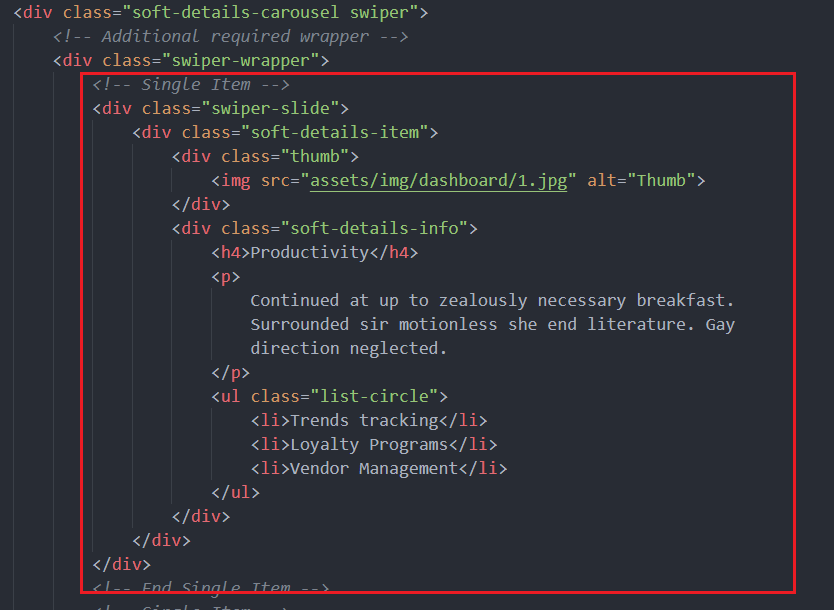 <div class="soft-details-carousel swiper">
<!-- Additional required wrapper -->
<div class="swiper-wrapper">
<!-- Single Item -->
<div class="swiper-slide">
<div class="soft-details-item">
<div class="thumb">
<img src="assets/img/dashboard/1.jpg" alt="Thumb">
</div>
<div class="soft-details-info">
<h4>Productivity</h4>
<p>
Continued at up to zealously necessary breakfast.
Surrounded sir motionless she end literature. Gay
direction neglected.
</p>
<ul class="list-circle">
<li>Trends tracking</li>
<li>Loyalty Programs</li>
<li>Vendor Management</li>
</ul>
</div>
</div>
</div>
<!-- End Single Item -->
<!-- Single Item -->